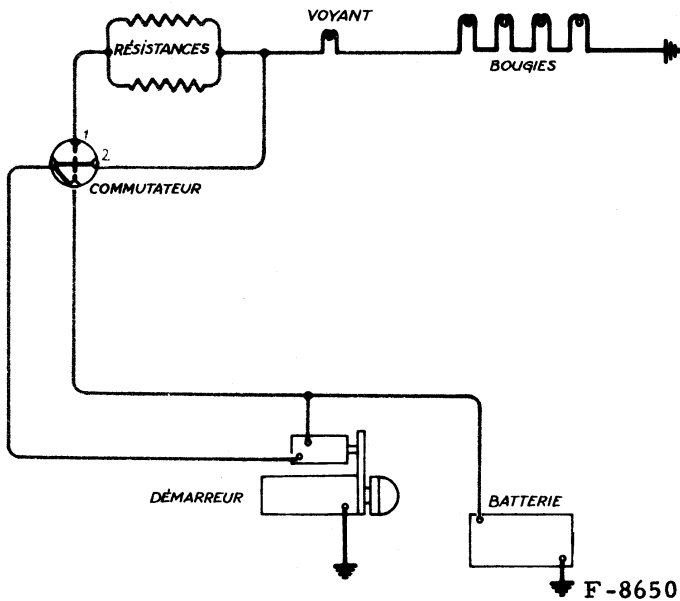 VOYANT
RÉSISTANCES
BOUGIES
1
2
COMMUTATEUR
DÉMARREUR
BATTERIE
F-8650